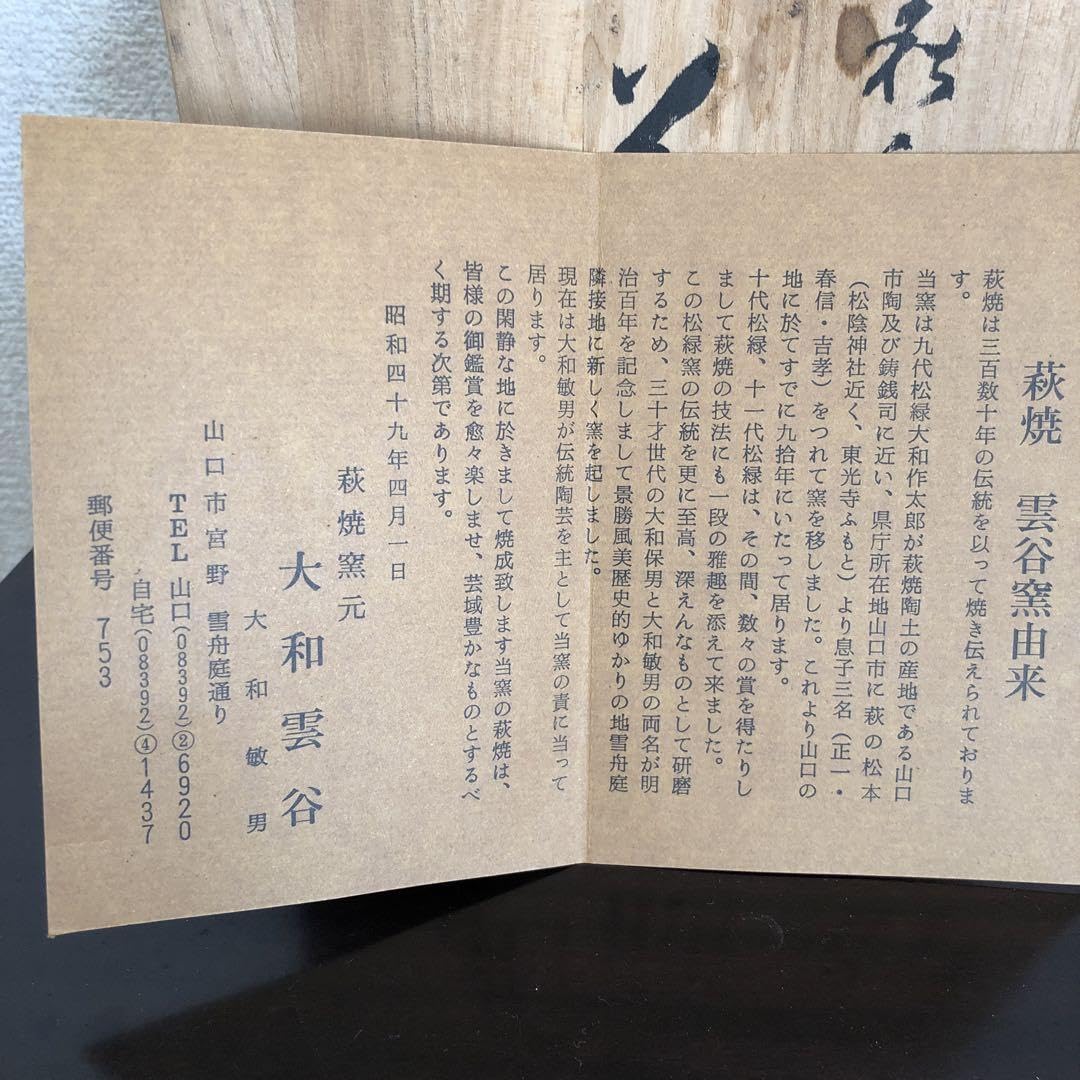 萩焼 雲谷窯由来
萩焼は三百数十年の伝統を以って焼き伝えられておりま
す。
当窯は九代松緑大和作太郎が萩焼陶土の産地である山口
市陶及び鋳銭司に近い、県庁所在地山口市に萩の松本
(松陰神社近く、東光寺ふもと)より息子三名(正一・
春信・吉孝)をつれて窯を移しました。これより山口の
地に於てすでに九拾年にいたって居ります。
十代松緑、十一代松緑は、その間、数々の賞を得たりし
まして萩焼の技法にも一段の雅趣を添えて来ました。
この松緑窯の伝統を更に至高、深えんなものとして研磨
するため、三十才世代の大和保男と大和敏男の両名が明
治百年を記念しまして景勝風美歴史的ゆかりの地雪舟庭
隣接地に新しく窯を起しました。
現在は大和敏男が伝統陶芸を主として当窯の責に当って
居ります。
この閑静な地に於きまして焼成致します当窯の萩焼は、
皆様の御鑑賞を愈々楽しませ、芸域豊かなものとするべ
く期する次第であります。
昭和四十九年四月一日
萩焼窯元
大和雲谷
大和敏男
山口市宮野 雪舟庭通り
TEL 山口(08392)②6920
自宅(08392)④1437
郵便番号 753